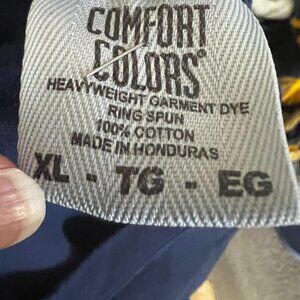 COMFORT
COLORS®
HEAVYWEIGHT GARMENT DYE
RING SPUN
100% COTTON
MADE IN HONDURAS
XL - TG - EG